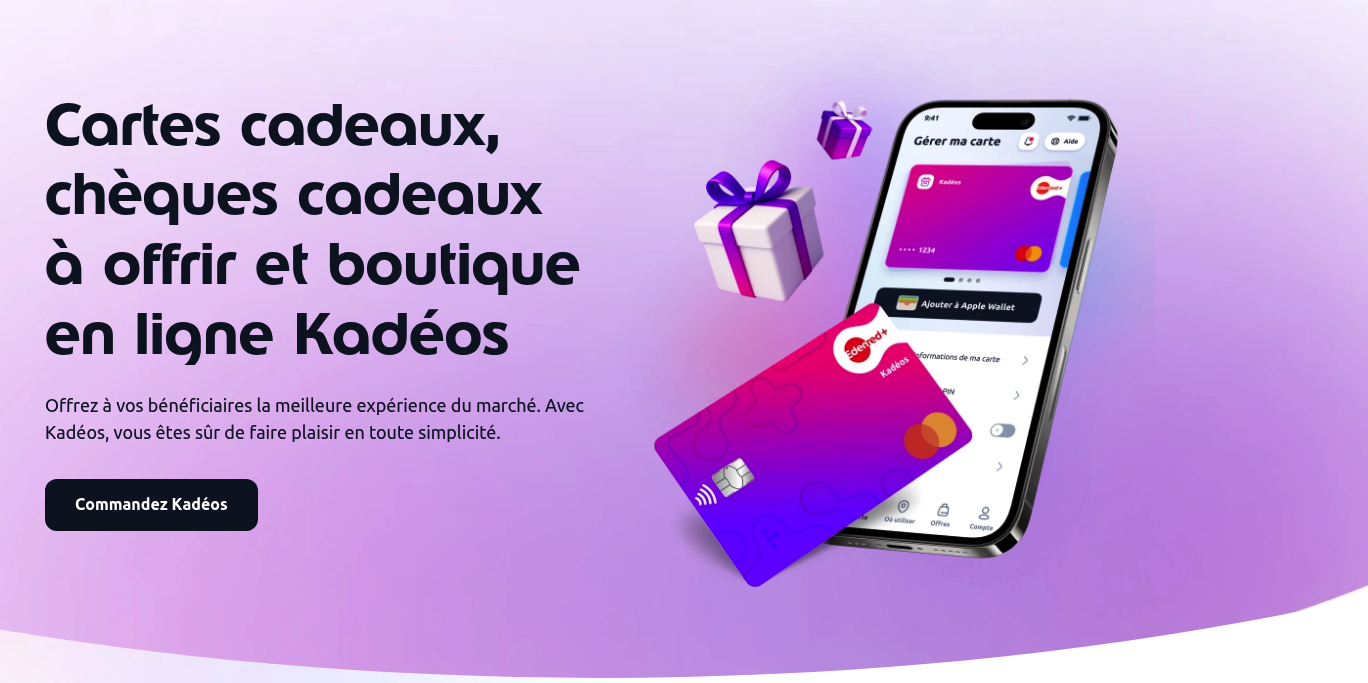 Cartes cadeaux,
chèques cadeaux
à offrir et boutique
en ligne Kadéos
Offrez à vos bénéficiaires la meilleure expérience du marché. Avec
Kadéos, vous êtes sûr de faire plaisir en toute simplicité.
Commandez Kadéos
9:41
Gérer ma carte
Aide
Kadéos
Edenred+
•••• 1234
Ajouter à Apple Wallet
Edenred+
Kadéos
nformations de ma carte
PIN
Où utiliser
Offres
Compte